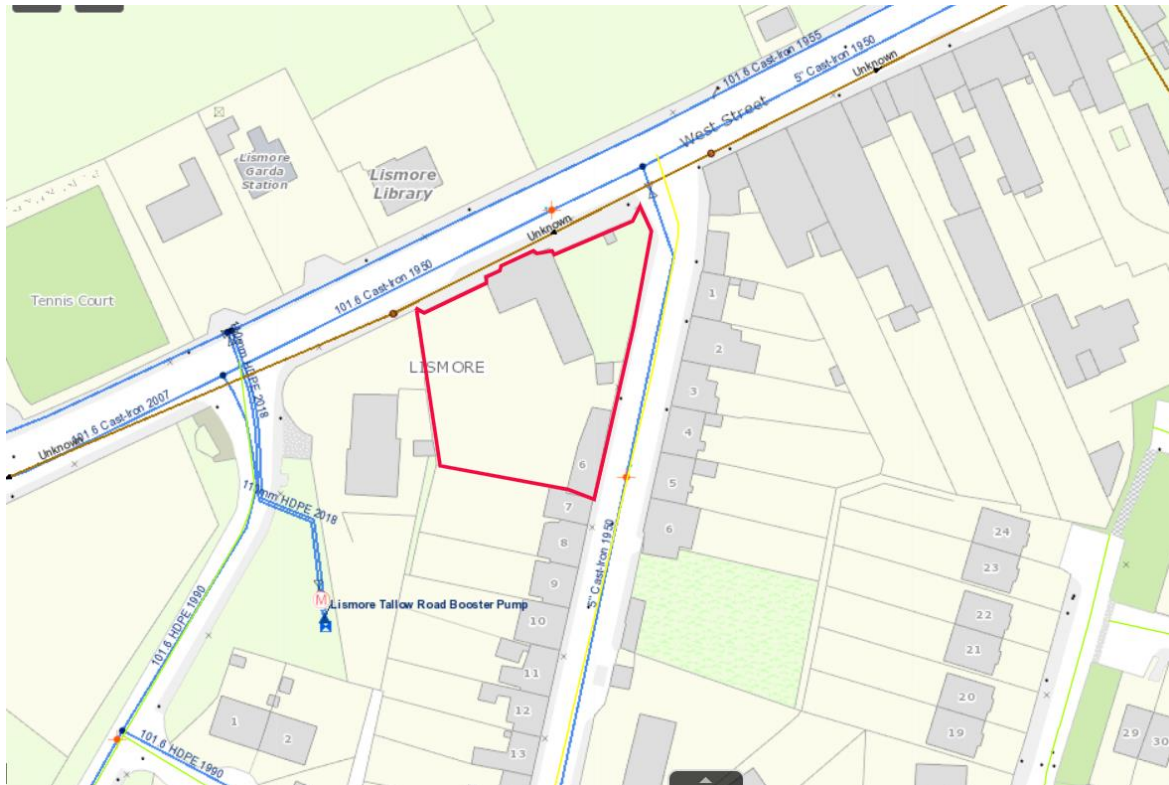 101.6 Cast-Iron 1955
5" Cast-Iron 1950
Unknown
West Street
Lismore
Garda
Station
Lismore
Library
Unknown
Tennis Court
101.6 Cast-Iron 1950
LISMORE
110mm HDPE 2018
101.6 Cast-Iron 2007
Unknown
1
2
3
4
5
6
6
7
8
9
10
11
12
13
5" Cast-Iron 1950
M
Lismore Tallow Road Booster Pump
101.6 HDPE 1990
101.6 HDPE 1990
1
2
24
23
22
21
20
19
29
30